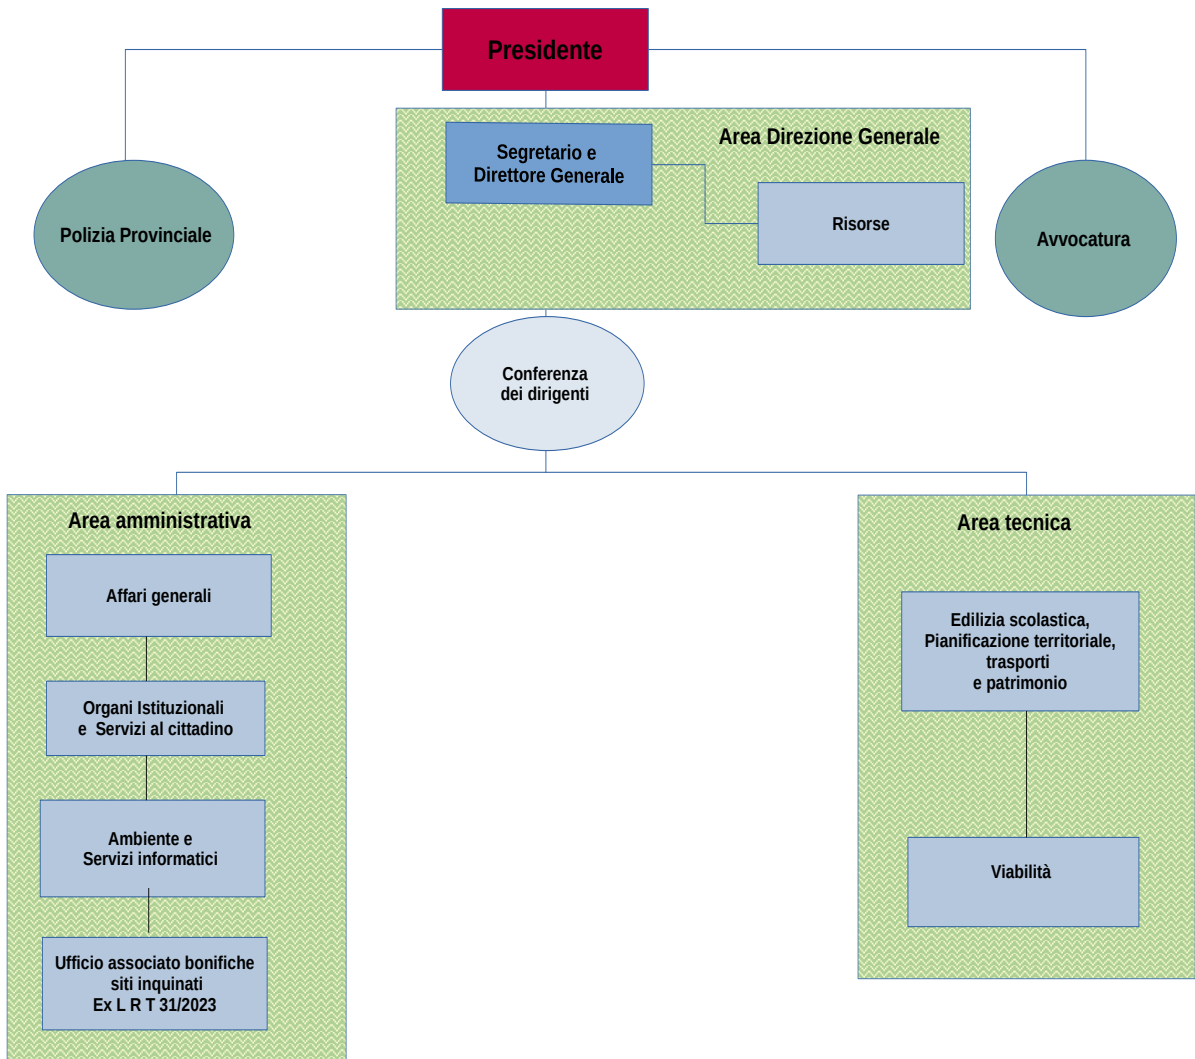 Presidente
Area Direzione Generale
Segretario e
Direttore Generale
Risorse
Polizia Provinciale
Avvocatura
Conferenza
dei dirigenti
Area amministrativa
Affari generali
Organi Istituzionali
e Servizi al cittadino
Ambiente e
Servizi informatici
Ufficio associato bonifiche
siti inquinati
Ex L R T 31/2023
Area tecnica
Edilizia scolastica,
Pianificazione territoriale,
trasporti
e patrimonio
Viabilità